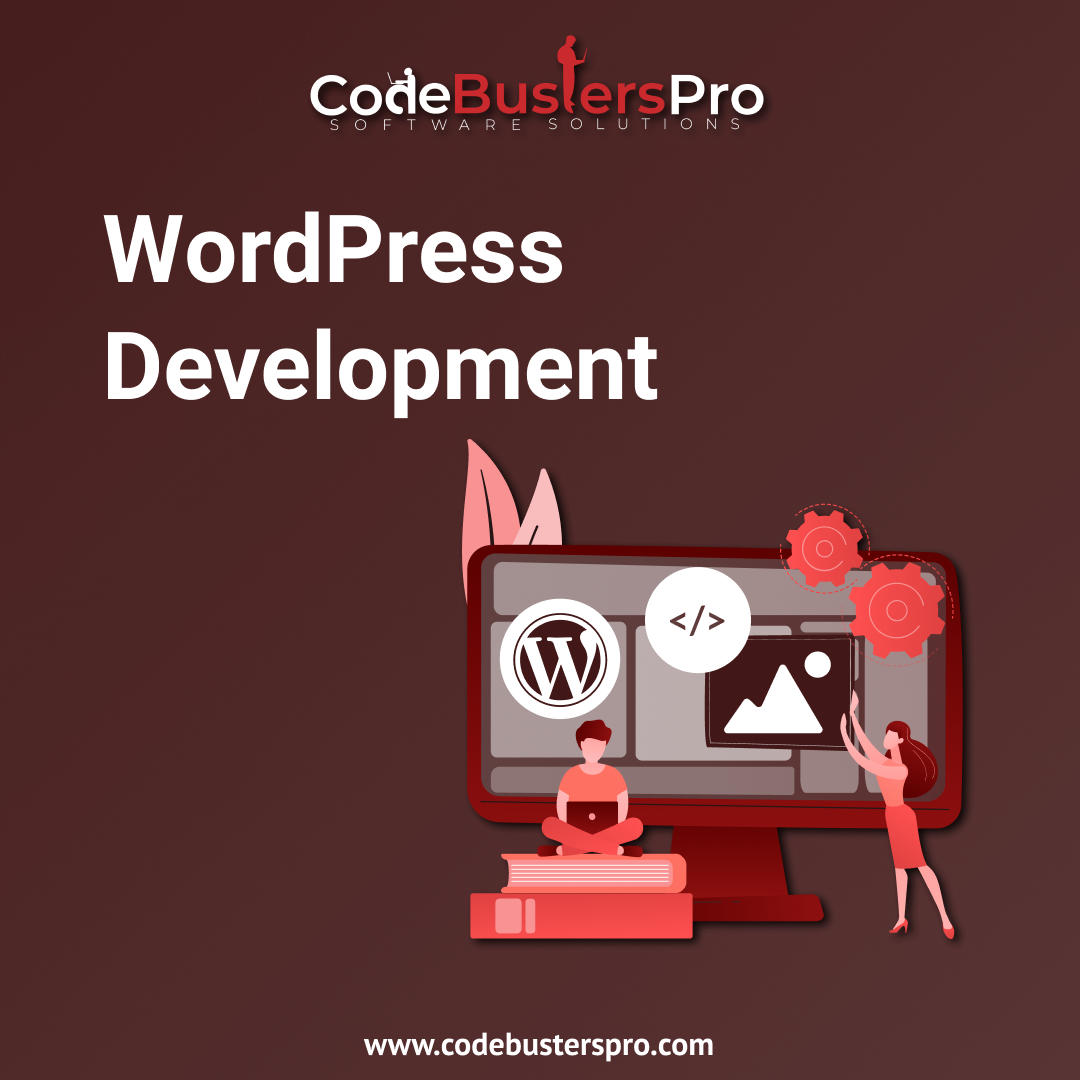 CodeBustersPro
SOFTWARE SOLUTIONS
WordPress
Development
</>
W
www.codebusterspro.com